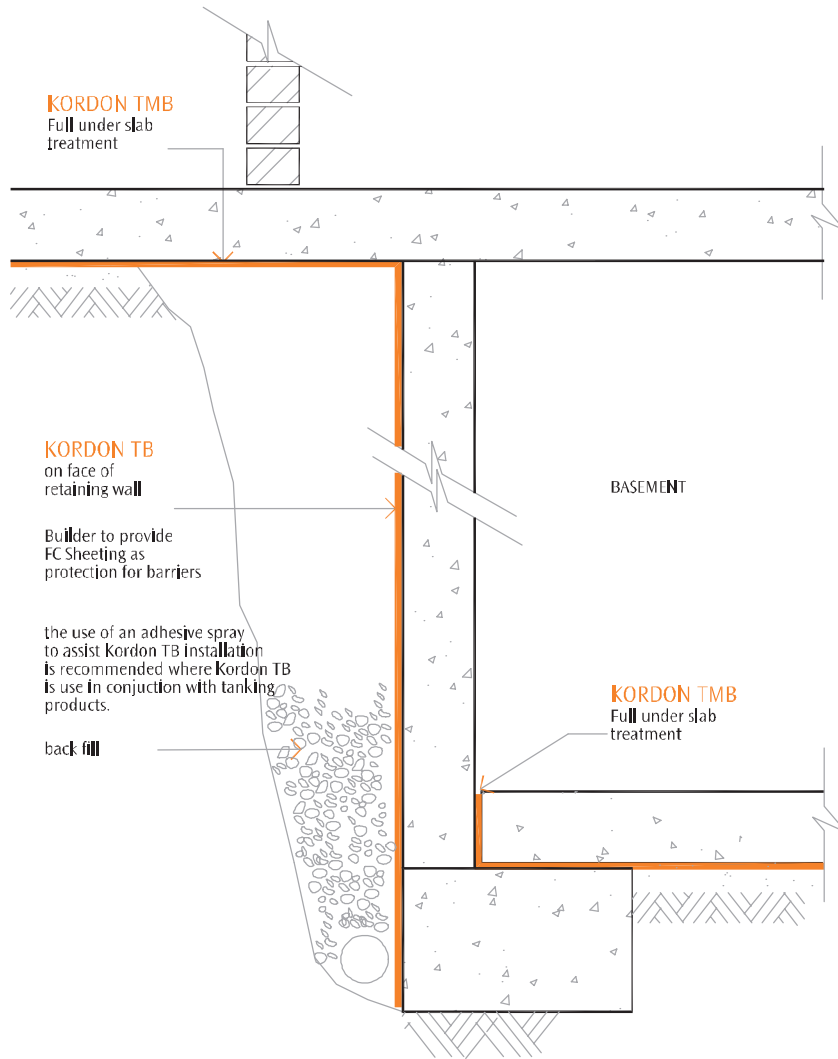 KORDON TMB
Full under slab
treatment
KORDON TB
on face of
retaining wall
BASEMENT
Builder to provide
FC Sheeting as
protection for barriers
the use of an adhesive spray
to assist Kordon TB installation
is recommended where Kordon TB
is use in conjuction with tanking
products.
KORDON TMB
Full under slab
treatment
back fill